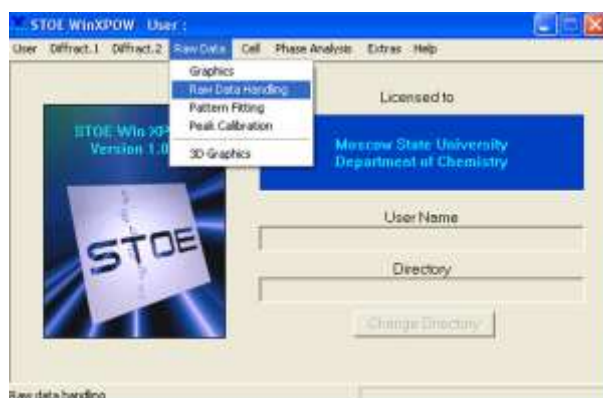 STOE WinXPOW User :
User Diffract.1 Diffract.2 Raw Data Cell Phase Analysis Extras Help
Graphics
Raw Data Handling
Pattern Fitting
Peak Calibration
3D Graphics
STOE Win XP
Version 1.0
STOE
Licensed to
Moscow State University
Department of Chemistry
User Name
Directory
Change Directory
Raw data handling